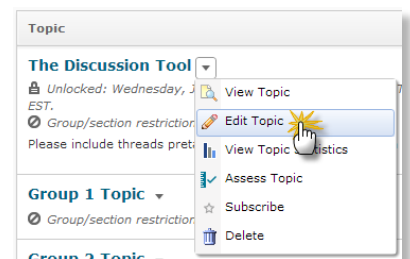 Topic
The Discussion Tool
Unlocked: Wednesday, J
EST.
Group/section restriction
Please include threads preta
View Topic
Edit Topic
View Topic Statistics
Assess Topic
Subscribe
Delete
Group 1 Topic
Group/section restriction
Group 2 Topic